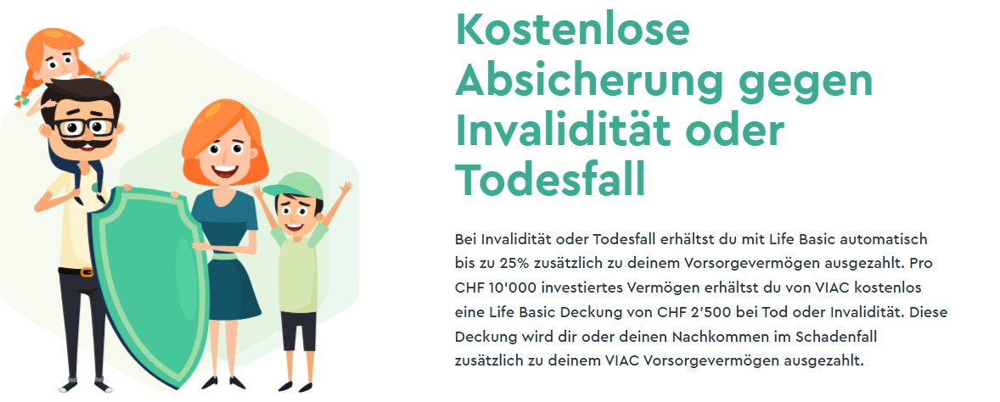 Kostenlose
Absicherung gegen
Invalidität oder
Todesfall
Bei Invalidität oder Todesfall erhältst du mit Life Basic automatisch
bis zu 25% zusätzlich zu deinem Vorsorgevermögen ausgezahlt. Pro
CHF 10'000 investiertes Vermögen erhältst du von VIAC kostenlos
eine Life Basic Deckung von CHF 2'500 bei Tod oder Invalidität. Diese
Deckung wird dir oder deinen Nachkommen im Schadenfall
zusätzlich zu deinem VIAC Vorsorgevermögen ausgezahlt.